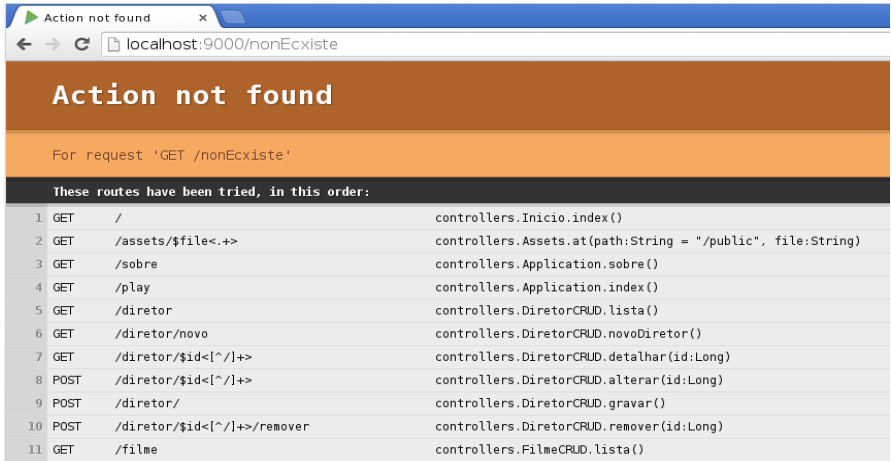 Action not found ×
localhost:9000/nonEcxiste
Action not found
For request 'GET /nonEcxiste'
These routes have been tried, in this order:
1 GET / controllers.Inicio.index()
2 GET /assets/$file<.+> controllers.Assets.at(path:String = "/public", file:String)
3 GET /sobre controllers.Application.sobre()
4 GET /play controllers.Application.index()
5 GET /diretor controllers.DiretorCRUD.lista()
6 GET /diretor/novo controllers.DiretorCRUD.novoDiretor()
7 GET /diretor/$id<[^/]+> controllers.DiretorCRUD.detalhar(id:Long)
8 POST /diretor/$id<[^/]+> controllers.DiretorCRUD.alterar(id:Long)
9 POST /diretor/ controllers.DiretorCRUD.gravar()
10 POST /diretor/$id<[^/]+>/remover controllers.DiretorCRUD.remover(id:Long)
11 GET /filme controllers.FilmeCRUD.lista()